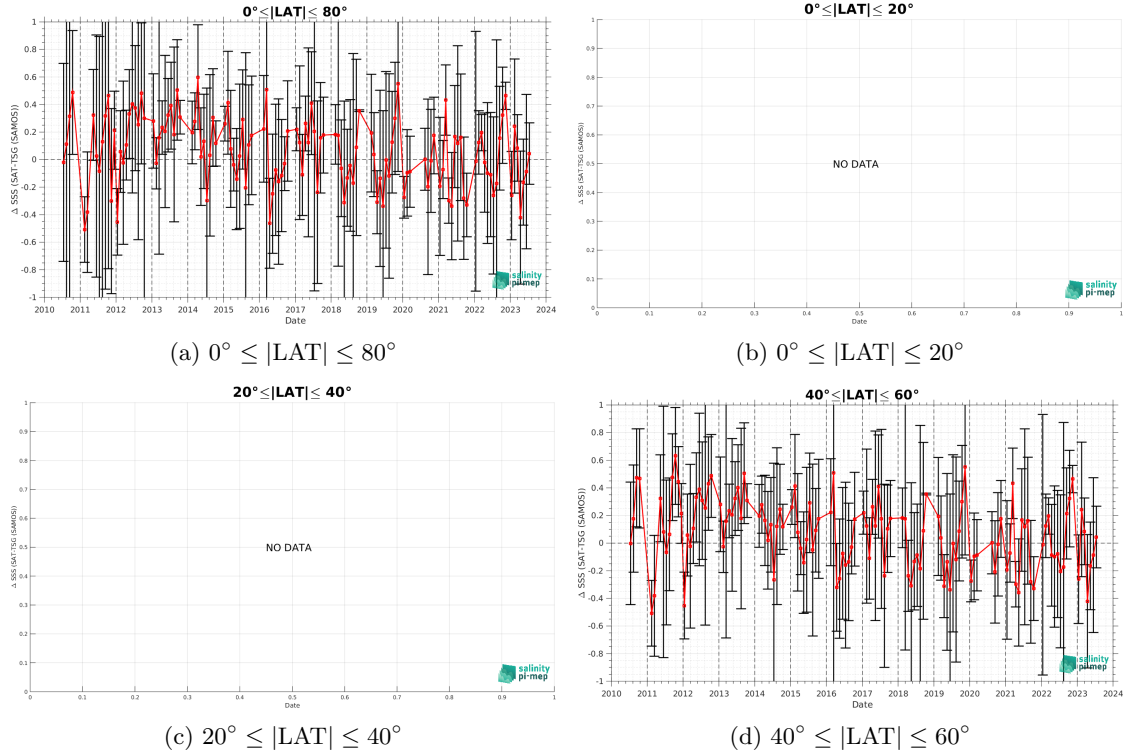 0°≤|LAT|≤ 80°
Δ SSS (SAT-TSG (SAMOS))
1
0.8
0.6
0.4
0.2
0
-0.2
-0.4
-0.6
-0.8
-1
2010 2011 2012 2013 2014 2015 2016 2017 2018 2019 2020 2021 2022 2023 2024
Date
salinity
pi-mep
(a) 0° ≤ |LAT| ≤ 80°
0°≤|LAT|≤ 20°
Δ SSS (SAT-TSG (SAMOS))
1
0.9
0.8
0.7
0.6
0.5
0.4
0.3
0.2
0.1
0
NO DATA
0 0.1 0.2 0.3 0.4 0.5 0.6 0.7 0.8 0.9 1
Date
salinity
pi-mep
(b) 0° ≤ |LAT| ≤ 20°
20°≤|LAT|≤ 40°
Δ SSS (SAT-TSG (SAMOS))
1
0.9
0.8
0.7
0.6
0.5
0.4
0.3
0.2
0.1
0
NO DATA
0 0.1 0.2 0.3 0.4 0.5 0.6 0.7 0.8 0.9 1
Date
salinity
pi-mep
(c) 20° ≤ |LAT| ≤ 40°
40°≤|LAT|≤ 60°
Δ SSS (SAT-TSG (SAMOS))
1
0.8
0.6
0.4
0.2
0
-0.2
-0.4
-0.6
-0.8
-1
2010 2011 2012 2013 2014 2015 2016 2017 2018 2019 2020 2021 2022 2023 2024
Date
salinity
pi-mep
(d) 40° ≤ |LAT| ≤ 60°